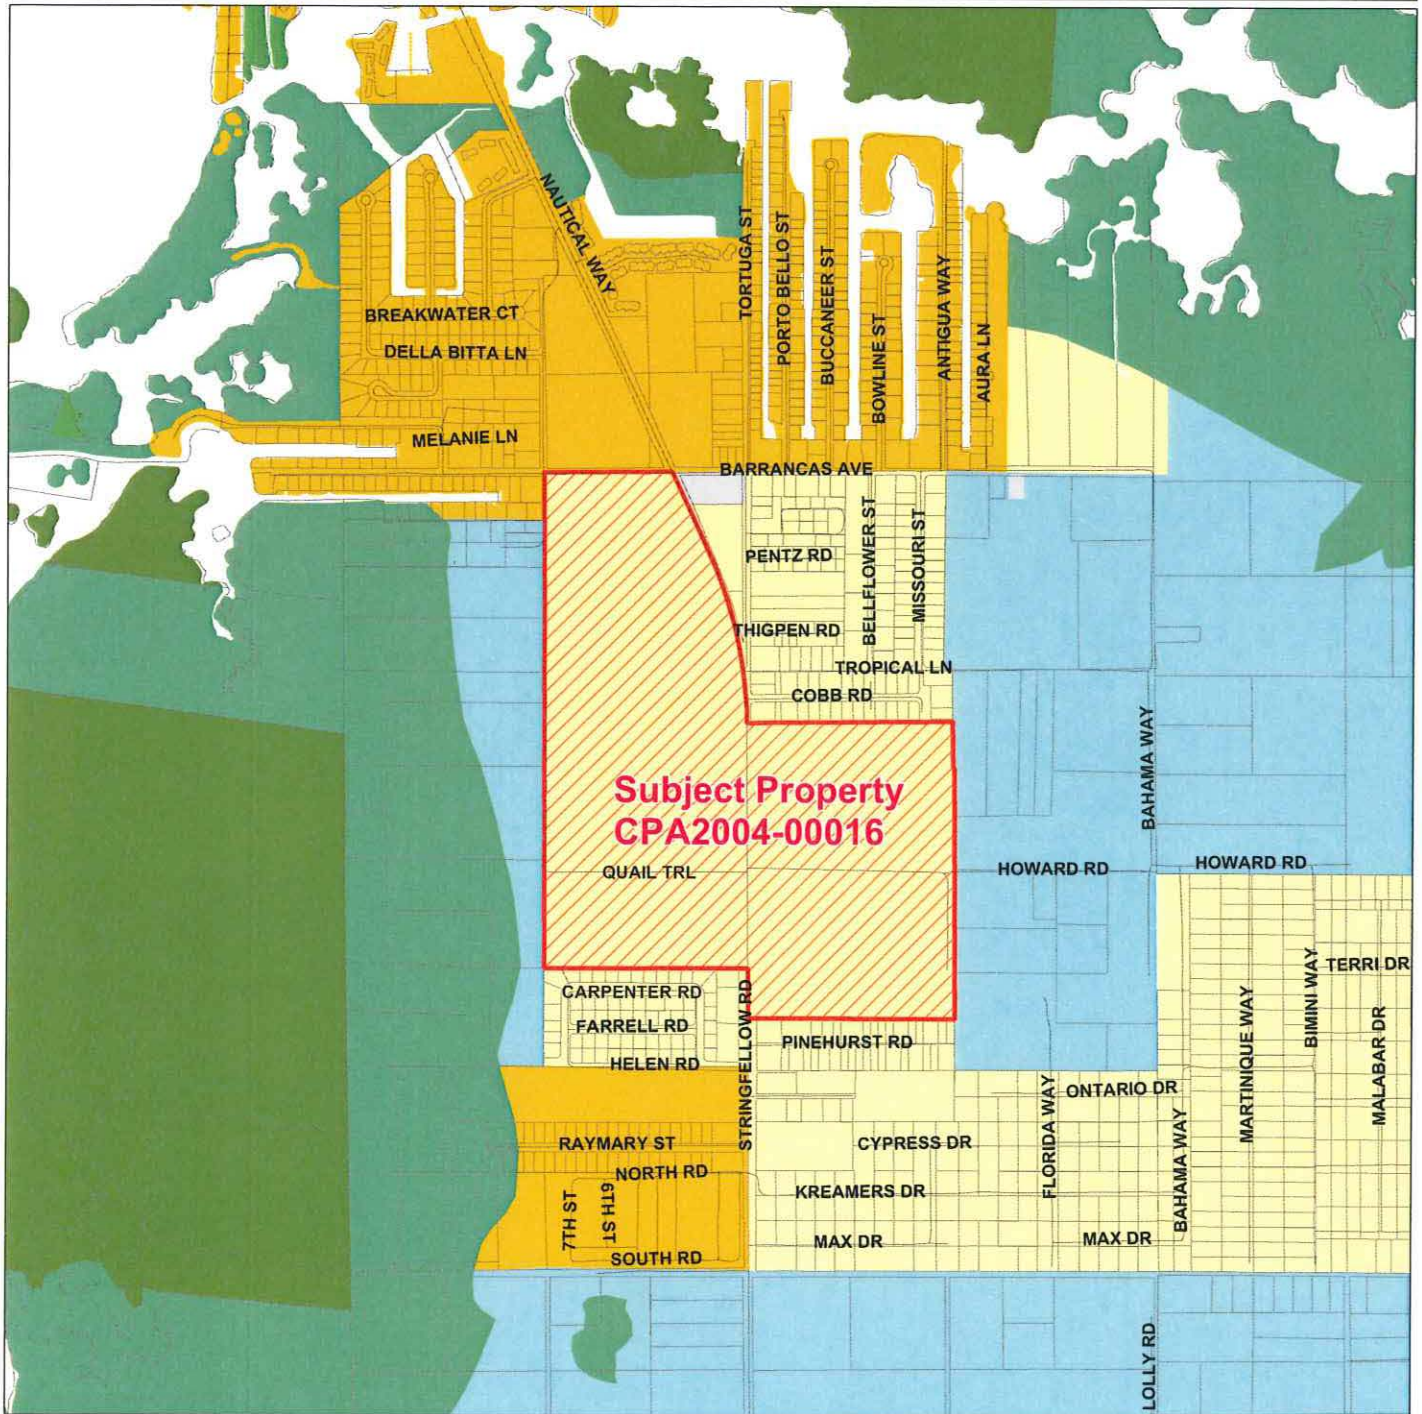 NAUTICAL WAY
TORTUGA ST
PORTO BELLO ST
BUCCANEER ST
BOWLINE ST
ANTIGUA WAY
AURA LN
BREAKWATER CT
DELLA BITTA LN
MELANIE LN
BARRANCAS AVE
PENTZ RD
BELLFLOWER ST
MISSOURI ST
THIGPEN RD
TROPICAL LN
COBB RD
BAHAMA WAY
Subject Property
CPA2004-00016
QUAIL TRL
HOWARD RD
HOWARD RD
CARPENTER RD
FARRELL RD
HELEN RD
STRINGFELLOW RD
PINEHURST RD
TERRI DR
BIMINI WAY
MARTINIQUE WAY
MALABAR DR
ONTARIO DR
FLORIDA WAY
BAHAMA WAY
RAYMARY ST
CYPRESS DR
NORTH RD
KREAMERS DR
7TH ST
6TH ST
MAX DR
MAX DR
SOUTH RD
LOLLY RD